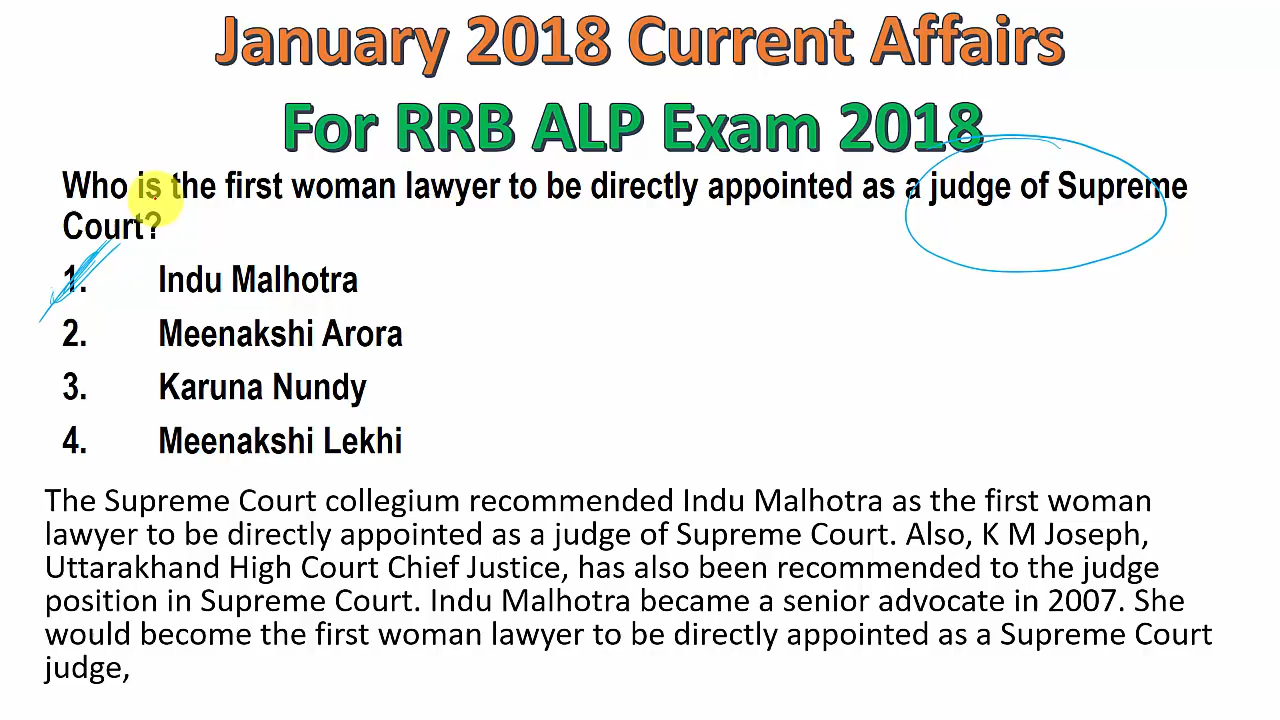 January 2018 Current Affairs
For RRB ALP Exam 2018
Who is the first woman lawyer to be directly appointed as a judge of Supreme
Court?
1. Indu Malhotra
2. Meenakshi Arora
3. Karuna Nundy
4. Meenakshi Lekhi
The Supreme Court collegium recommended Indu Malhotra as the first woman
lawyer to be directly appointed as a judge of Supreme Court. Also, K M Joseph,
Uttarakhand High Court Chief Justice, has also been recommended to the judge
position in Supreme Court. Indu Malhotra became a senior advocate in 2007. She
would become the first woman lawyer to be directly appointed as a Supreme Court
judge,